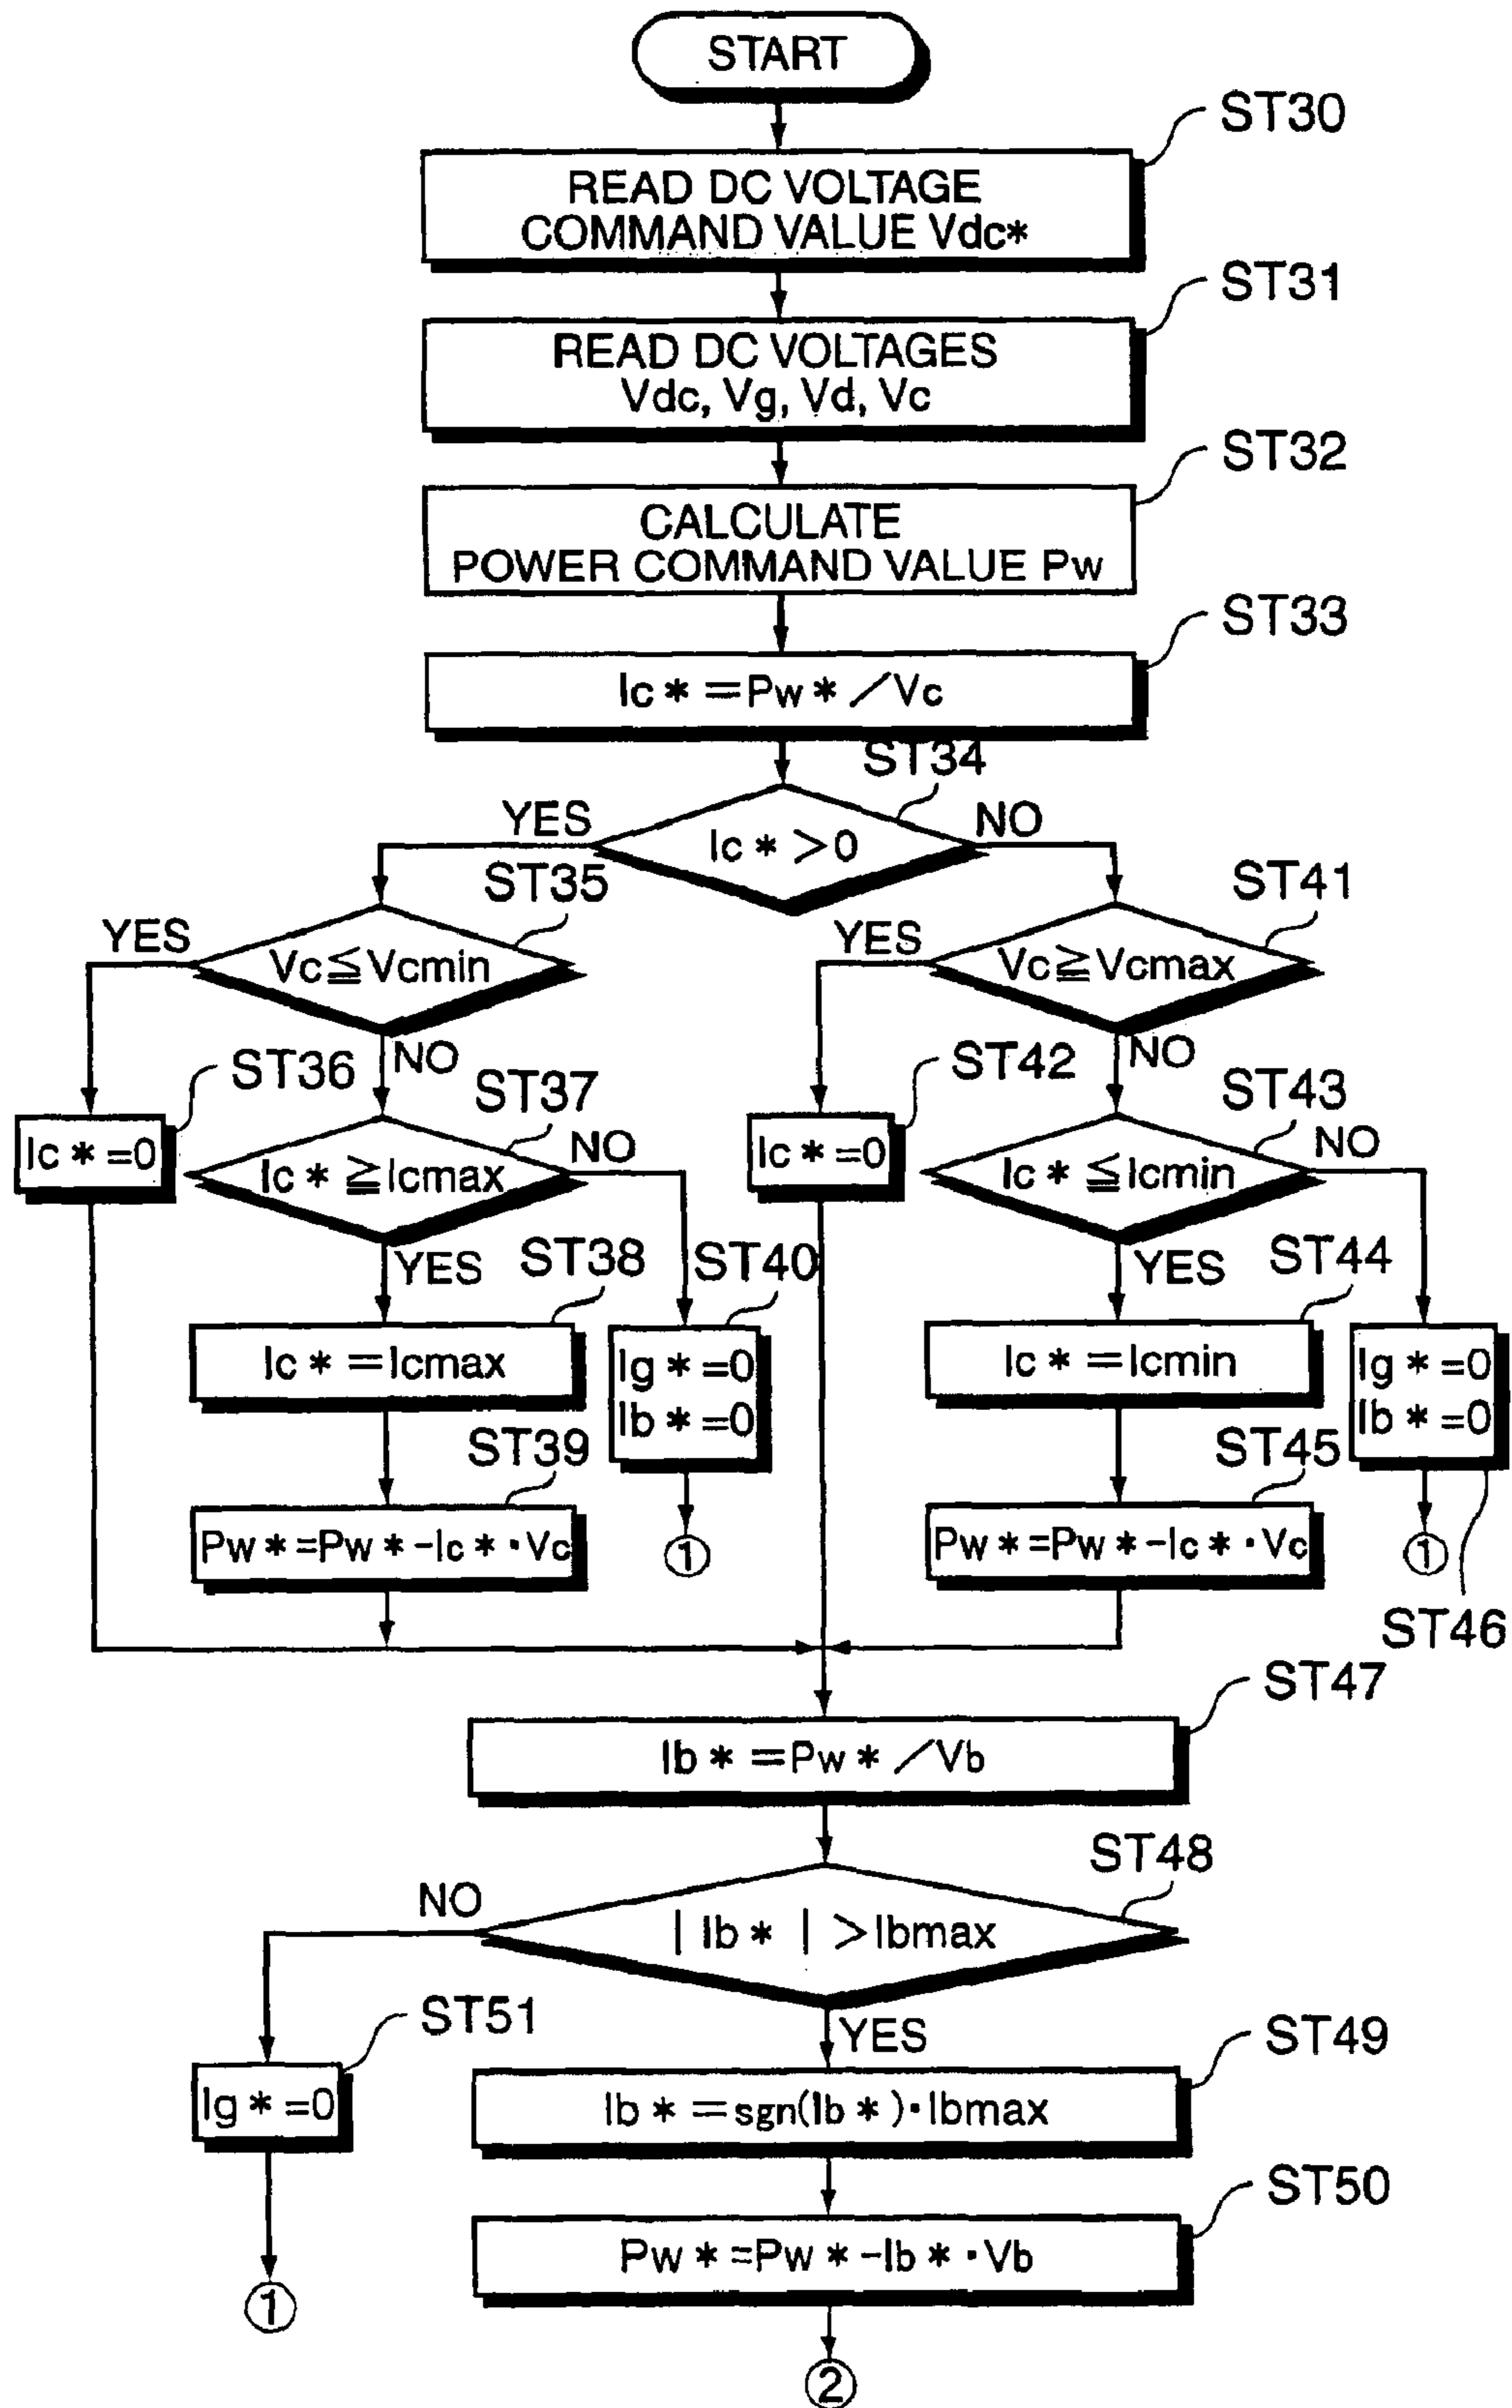 START
ST30
READ DC VOLTAGE
COMMAND VALUE Vdc*
ST31
READ DC VOLTAGES
Vdc, Vg, Vd, Vc
ST32
CALCULATE
POWER COMMAND VALUE Pw
ST33
Ic * =Pw * ／Vc
ST34
YES
Ic * >0
NO
ST35
ST41
YES
Vc≦Vcmin
YES
Vc≧Vcmax
ST36
NO
ST37
ST42
NO
ST43
Ic * =0
Ic * ≧Icmax
NO
Ic * =0
Ic * ≦Icmin
NO
YES
ST38
ST40
YES
ST44
Ic * =Icmax
Ig * =0
Ib * =0
Ic * =Icmin
Ig * =0
Ib * =0
ST39
ST45
Pw * =Pw * -Ic * ·Vc
①
Pw * =Pw * -Ic * ·Vc
①
ST46
ST47
Ib * =Pw * ／Vb
ST48
NO
| Ib * | >Ibmax
ST51
YES
ST49
Ig * =0
Ib * =sgn(Ib * )·Ibmax
ST50
Pw * =Pw * -Ib * ·Vb
①
②